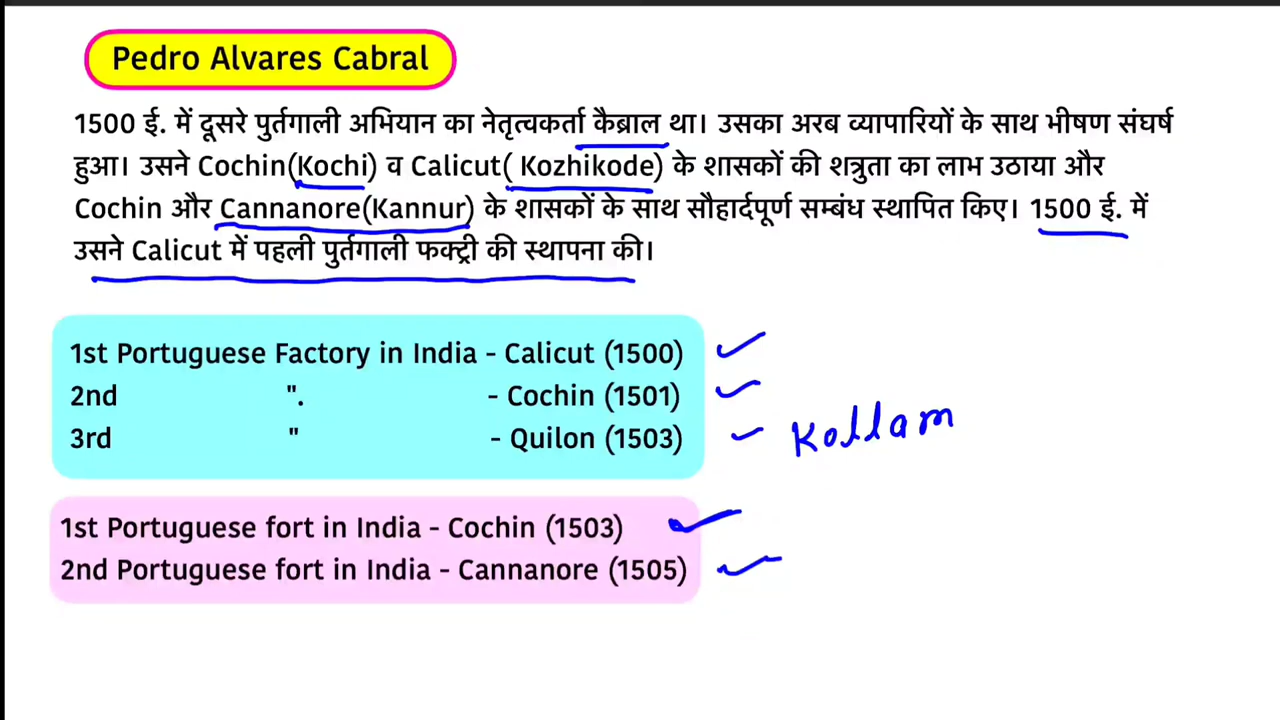 Pedro Alvares Cabral
1500 ई. में दूसरे पुर्तगाली अभियान का नेतृत्वकर्ता कैब्राल था। उसका अरब व्यापारियों के साथ भीषण संघर्ष
हुआ। उसने Cochin(Kochi) व Calicut( Kozhikode) के शासकों की शत्रुता का लाभ उठाया और
Cochin और Cannanore(Kannur) के शासकों के साथ सौहार्दपूर्ण सम्बंध स्थापित किए। 1500 ई. में
उसने Calicut में पहली पुर्तगाली फक्ट्री की स्थापना की।
1st Portuguese Factory in India - Calicut (1500)
2nd ". - Cochin (1501)
3rd " - Quilon (1503) Kollam
1st Portuguese fort in India - Cochin (1503)
2nd Portuguese fort in India - Cannanore (1505)